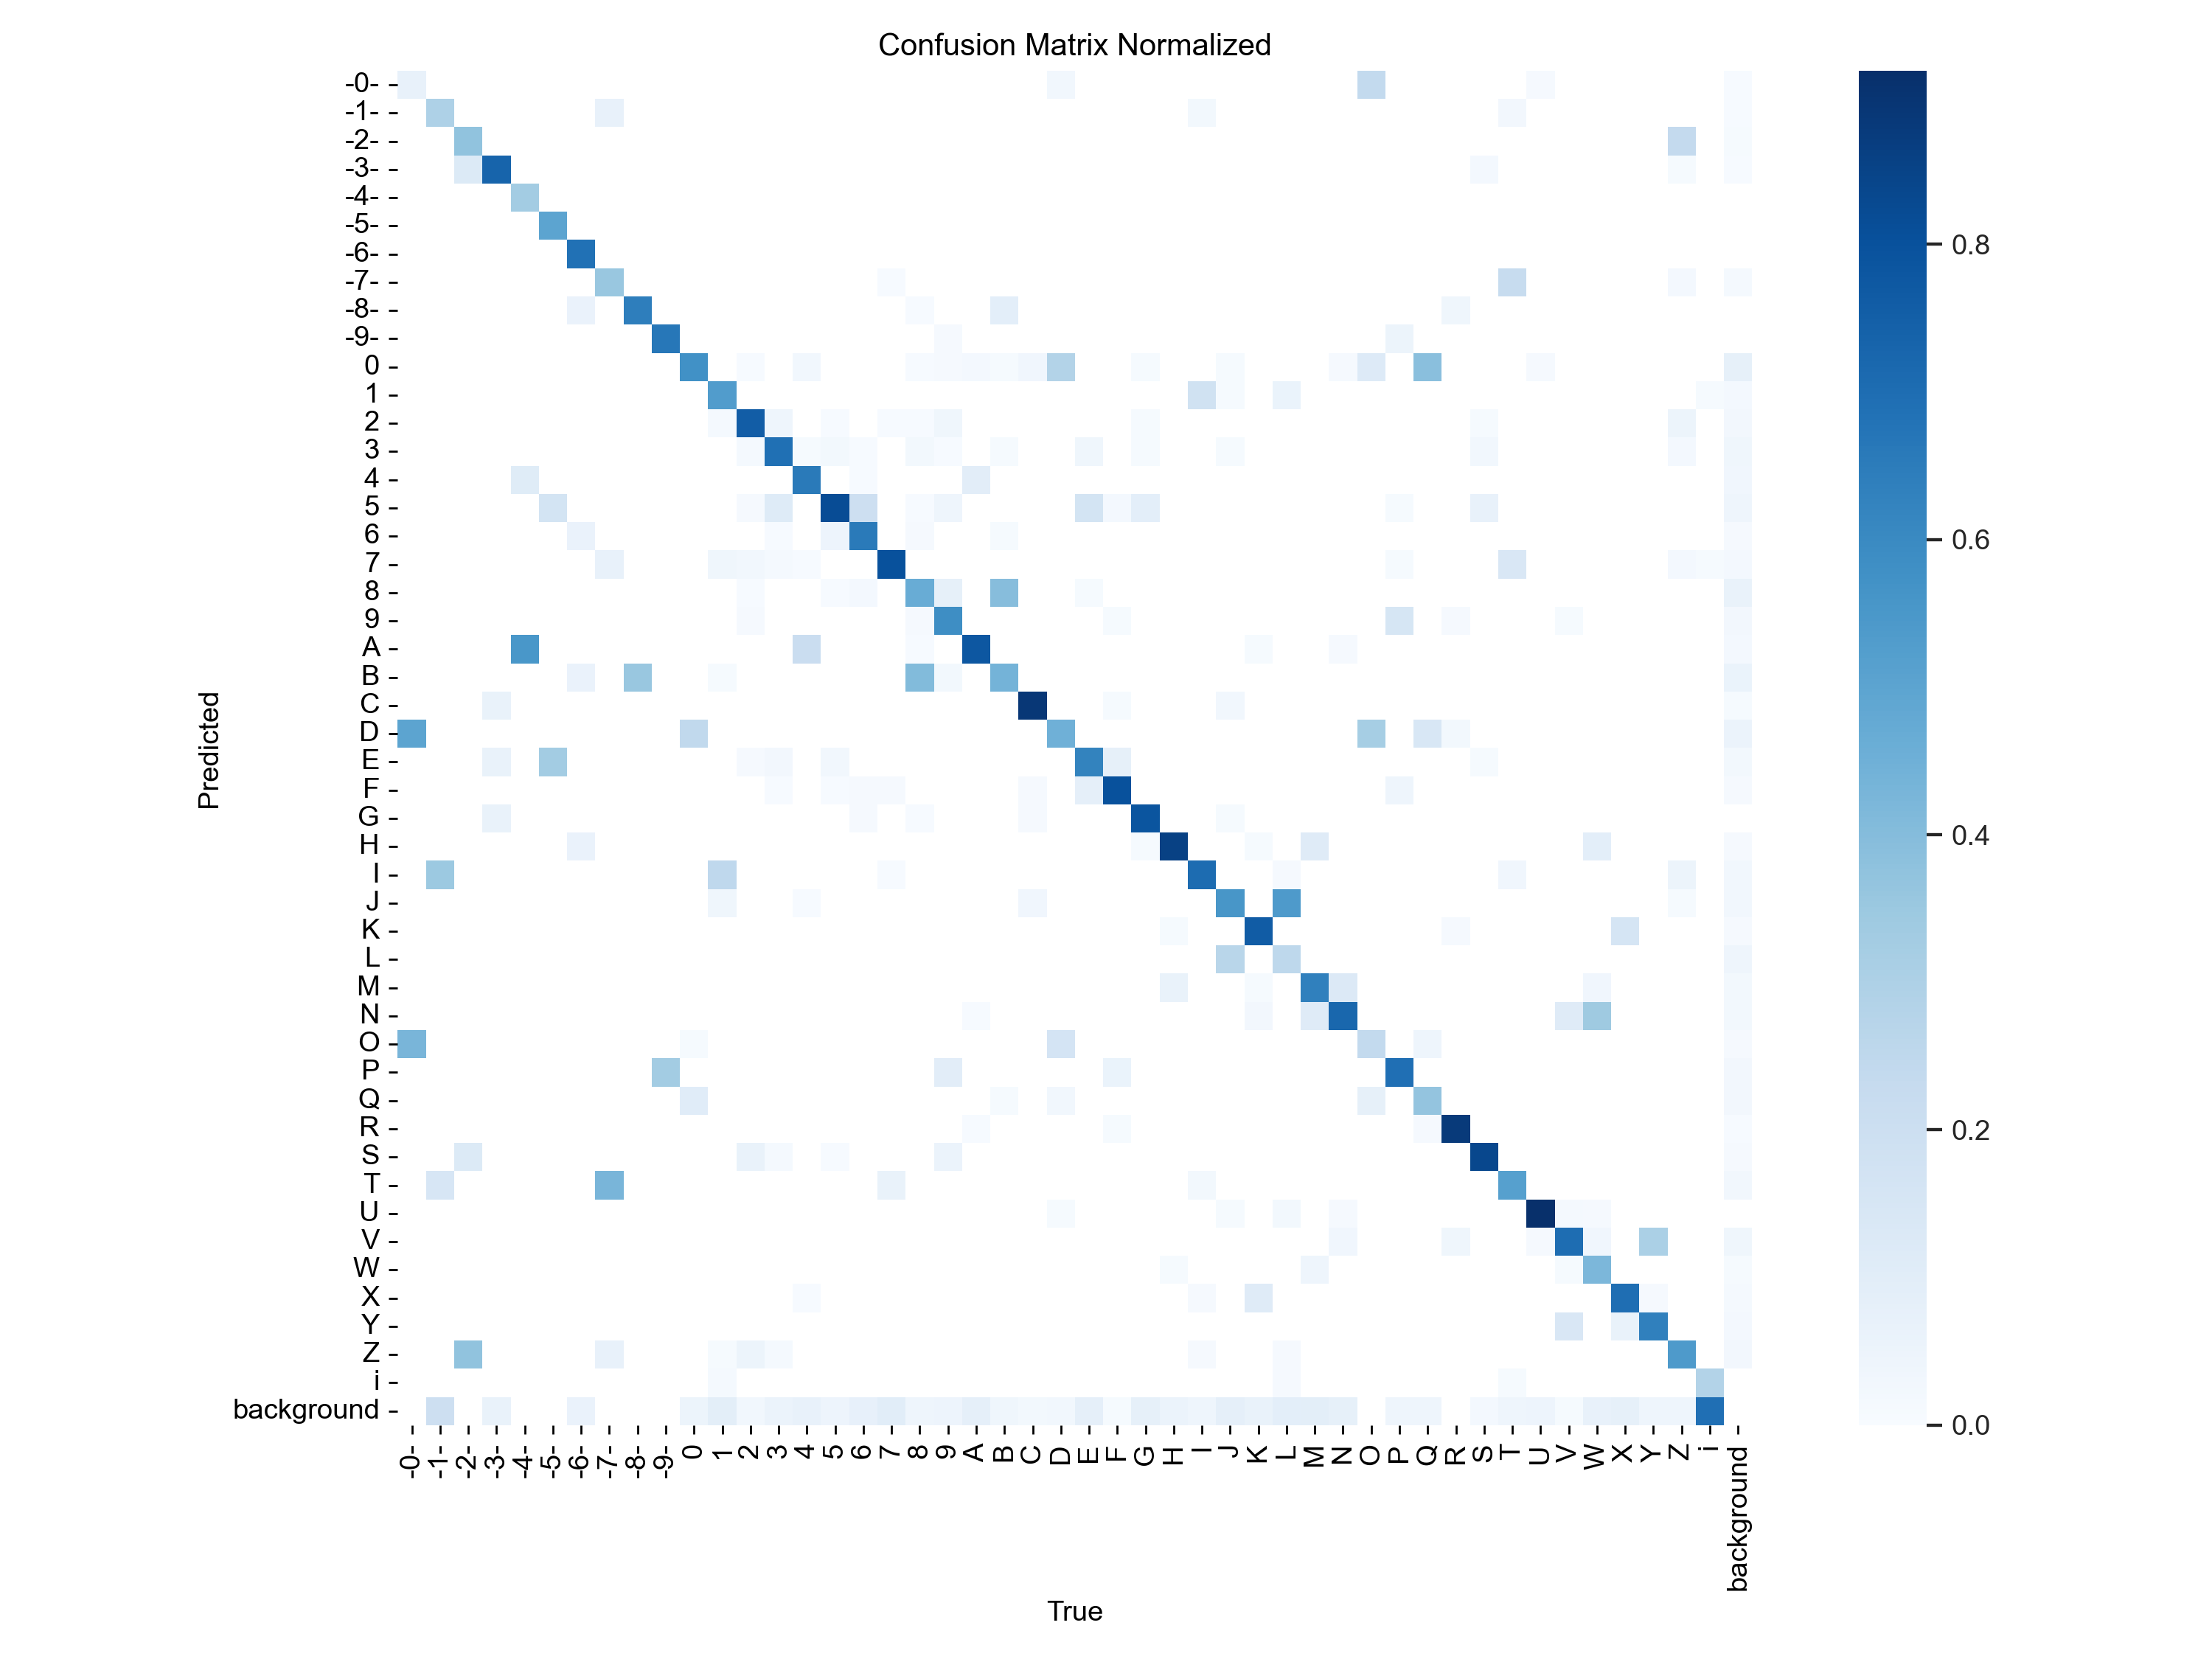 Confusion Matrix Normalized
-0-
-1-
-2-
-3-
-4-
-5-
-6-
-7-
-8-
-9-
0
1
2
3
4
5
6
7
8
9
A
B
C
D
E
F
G
H
I
J
K
L
M
N
O
P
Q
R
S
T
U
V
W
X
Y
Z
i
background
Predicted
-0- -1- -2- -3- -4- -5- -6- -7- -8- -9- 0 1 2 3 4 5 6 7 8 9 A B C D E F G H I J K L M N O P Q R S T U V W X Y Z i background
True
0.8
0.6
0.4
0.2
0.0